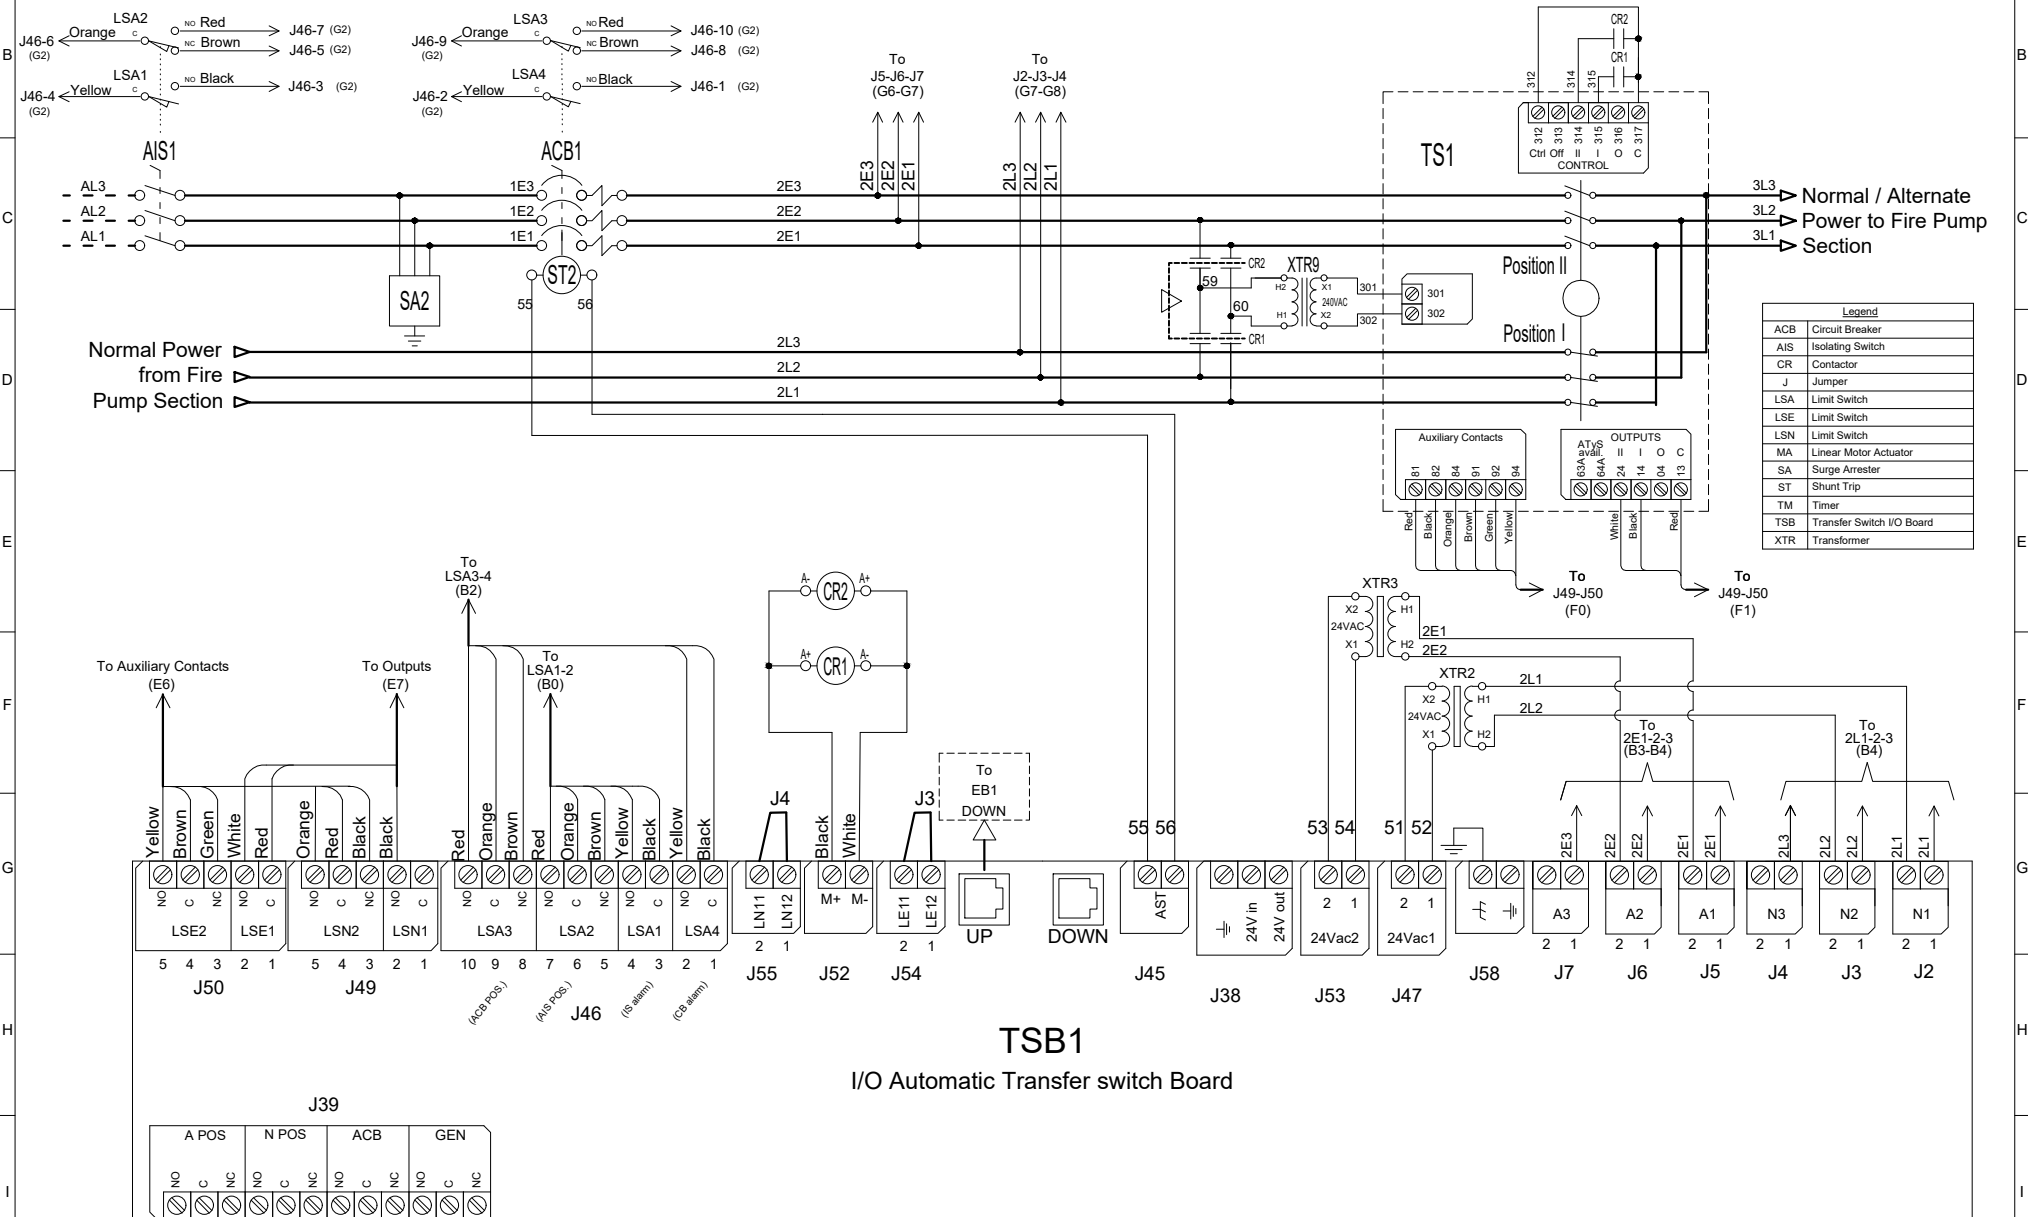 B
B
LSA2
NO Red
J46-7 (G2)
J46-6
(G2)
Orange
C
NC Brown
J46-5 (G2)
LSA1
NO Black
J46-3 (G2)
J46-4
(G2)
Yellow
C
LSA3
NO Red
J46-10 (G2)
J46-9
(G2)
Orange
C
NC Brown
J46-8 (G2)
LSA4
NO Black
J46-1 (G2)
J46-2
(G2)
Yellow
C
To
J5-J6-J7
(G6-G7)
To
J2-J3-J4
(G7-G8)
CR2
CR1
312
314
315
312
313
314
315
316
317
Ctrl Off II I O C
CONTROL
TS1
AIS1
ACB1
2E3
2E2
2E1
2L3
2L2
2L1
AL3
1E3
2E3
3L3
Normal / Alternate
C
AL2
1E2
2E2
3L2
Power to Fire Pump
C
AL1
1E1
2E1
3L1
Section
ST2
55
56
SA2
CR2
59
60
CR1
XTR9
H2
H1
X1
240VAC
X2
301
302
301
302
Position II
Position I
Normal Power
from Fire
Pump Section
2L3
2L2
2L1
D
D
Legend
ACB Circuit Breaker
AIS Isolating Switch
CR Contactor
J Jumper
LSA Limit Switch
LSE Limit Switch
LSN Limit Switch
MA Linear Motor Actuator
SA Surge Arrester
ST Shunt Trip
TM Timer
TSB Transfer Switch I/O Board
XTR Transformer
Auxiliary Contacts
81
82
84
91
92
94
Red
Black
Orange
Brown
Green
Yellow
To
J49-J50
(F0)
OUTPUTS
ATyS
avail.
II I O C
63A
64A
24
14
04
13
White
Black
Red
To
J49-J50
(F1)
E
E
To
LSA3-4
(B2)
A- CR2 A+
A+ CR1 A-
XTR3
X2
24VAC
X1
H1
H2
2E1
2E2
XTR2
X2
24VAC
X1
H1
H2
2L1
2L2
F
F
To Auxiliary Contacts
(E6)
To Outputs
(E7)
To
LSA1-2
(B0)
To
2E1-2-3
(B3-B4)
To
2L1-2-3
(B4)
To
EB1
DOWN
J4
J3
G
G
Yellow
Brown
Green
White
Red
Orange
Red
Black
Black
Red
Orange
Brown
Red
Orange
Brown
Yellow
Black
Yellow
Black
Black
White
55 56
53 54
51 52
2E3
2E2
2E2
2E1
2E1
2L3
2L2
2L2
2L1
2L1
NO C NC NO C
LSE2 LSE1
5 4 3 2 1
J50
NO C NC NO C
LSN2 LSN1
5 4 3 2 1
J49
NO C NC NO C NC NO C NO C
LSA3 LSA2 LSA1 LSA4
10 9 8 7 6 5 4 3 2 1
(ACB POS.)
(AIS POS.)
(IS alarm)
(CB alarm)
J46
LN11
LN12
2 1
J55
M+ M-
J52
LE11
LE12
2 1
J54
UP
DOWN
AST
J45
24V in
24V out
J38
2 1
24Vac2
J53
2 1
24Vac1
J47
J58
A3
2 1
J7
A2
2 1
J6
A1
2 1
J5
N3
2 1
J4
N2
2 1
J3
N1
2 1
J2
H
H
TSB1
I/O Automatic Transfer switch Board
J39
A POS N POS ACB GEN
NO C NC NO C NC NO C NC NO C NC
I
I